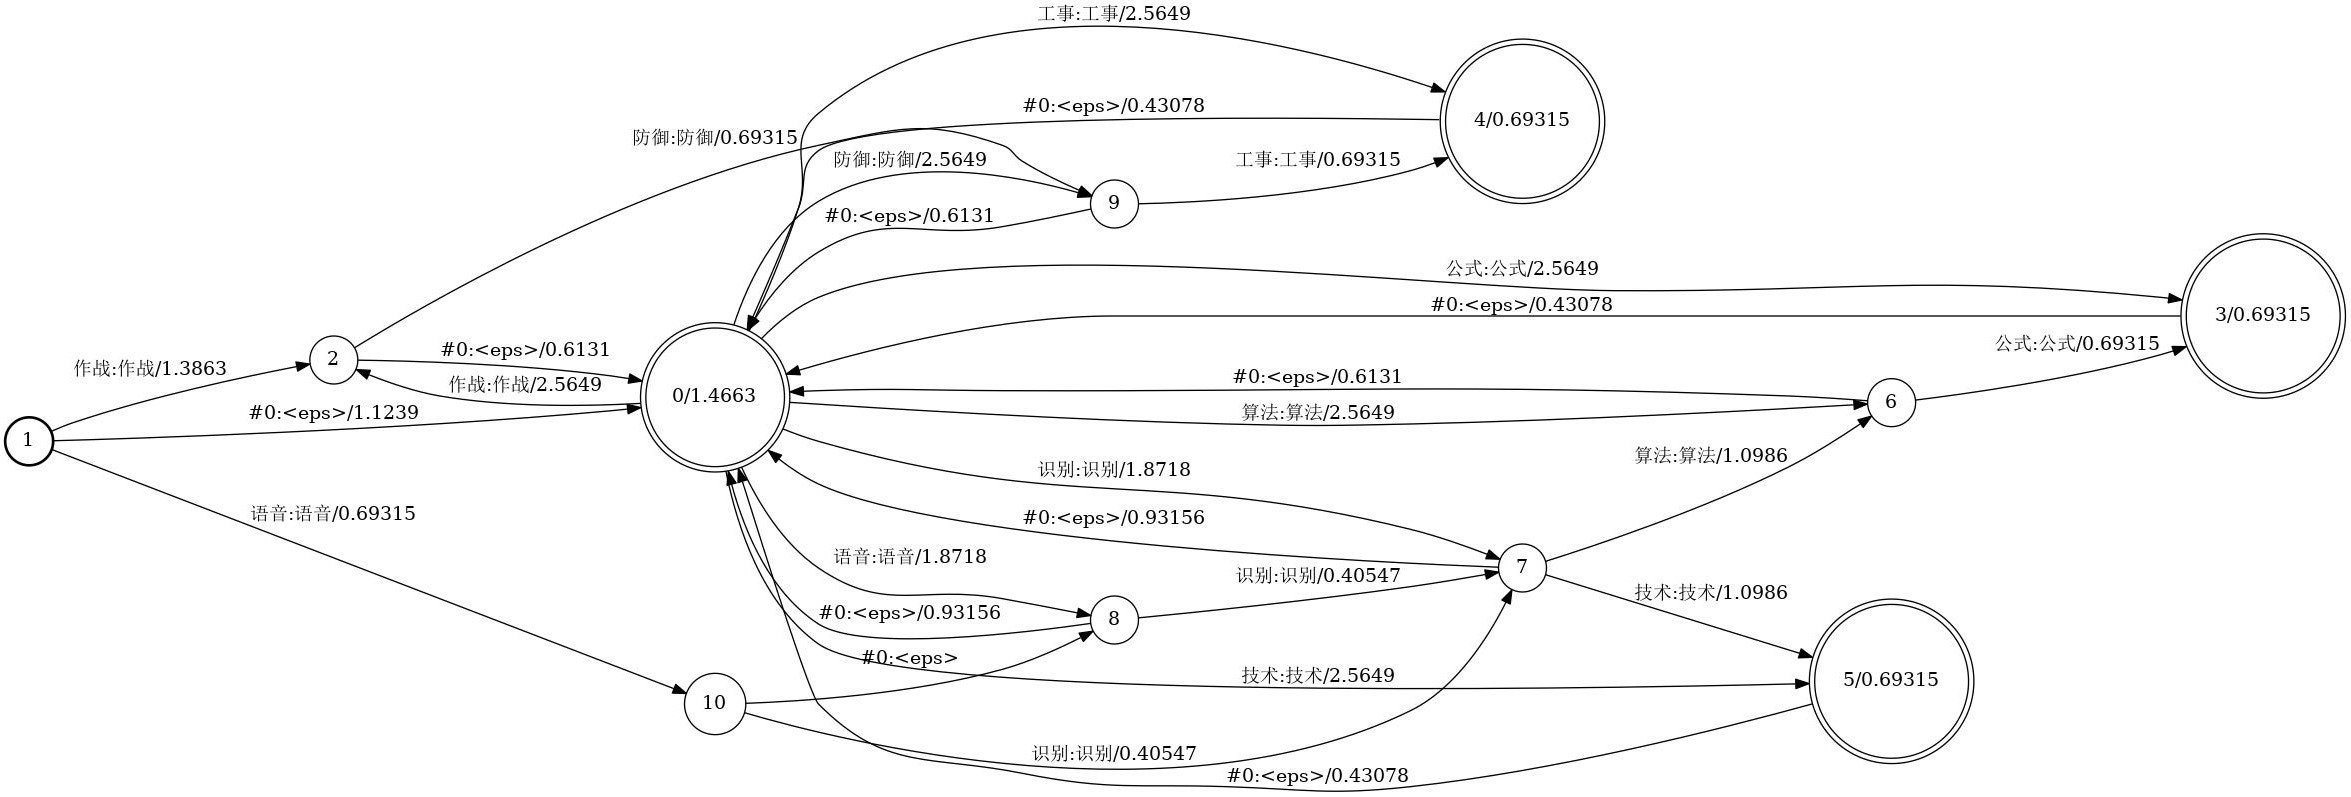 工事:工事/2.5649
#0:<eps>/0.43078
4/0.69315
防御:防御/0.69315
防御:防御/2.5649
工事:工事/0.69315
9
#0:<eps>/0.6131
公式:公式/2.5649
#0:<eps>/0.43078
3/0.69315
公式:公式/0.69315
作战:作战/1.3863
2
#0:<eps>/0.6131
作战:作战/2.5649
0/1.4663
#0:<eps>/0.6131
算法:算法/2.5649
6
1
#0:<eps>/1.1239
算法:算法/1.0986
识别:识别/1.8718
语音:语音/0.69315
#0:<eps>/0.93156
语音:语音/1.8718
7
识别:识别/0.40547
技术:技术/1.0986
#0:<eps>/0.93156
8
#0:<eps>
技术:技术/2.5649
5/0.69315
10
识别:识别/0.40547
#0:<eps>/0.43078